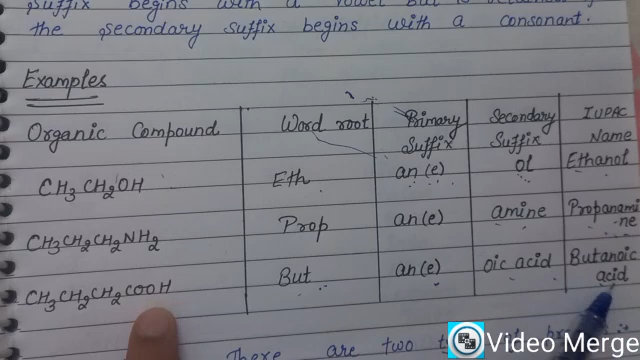 suffix begins with a vowel but is
the secondary suffix begins with a consonant.
Examples
Organic Compound Word root Primary Suffix Secondary Suffix IUPAC Name
CH3CH2OH Eth an(e) ol Ethanol
CH3CH2CH2NH2 Prop an(e) amine Propanami
ne
CH3CH2CH2COOH But an(e) oic acid Butanoic
acid
There are two
Video Merge